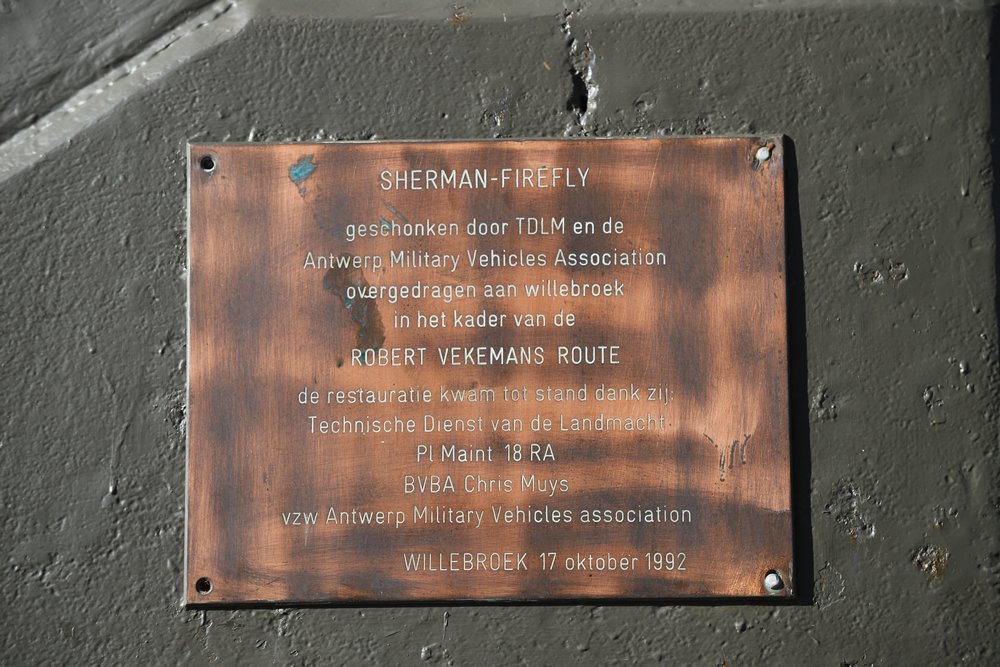 SHERMAN-FIREFLY
geschonken door TDLM en de
Antwerp Military Vehicles Association
overgedragen aan willebroek
in het kader van de
ROBERT VEKEMANS ROUTE
de restauratie kwam tot stand dank zij:
Technische Dienst van de Landmacht
Pl Maint 18 RA
BVBA Chris Muys
vzw Antwerp Military Vehicles association
WILLEBROEK 17 oktober 1992